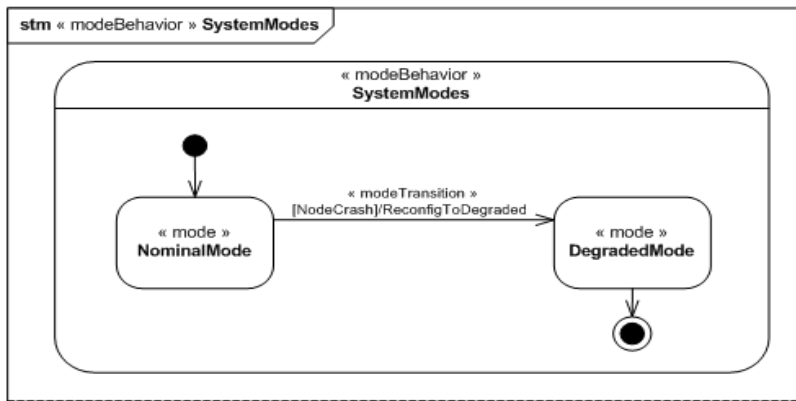 stm « modeBehavior » SystemModes
« modeBehavior »
SystemModes
« modeTransition »
[NodeCrash]/ReconfigToDegraded
« mode »
NominalMode
« mode »
DegradedMode